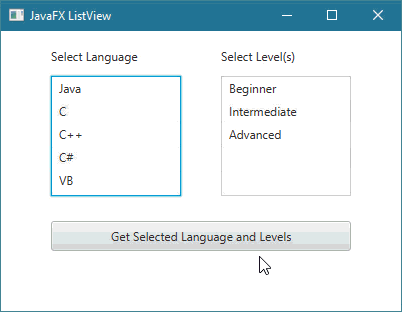 JavaFX ListView
Select Language
Select Level(s)
Java
C
C++
C#
VB
Beginner
Intermediate
Advanced
Get Selected Language and Levels